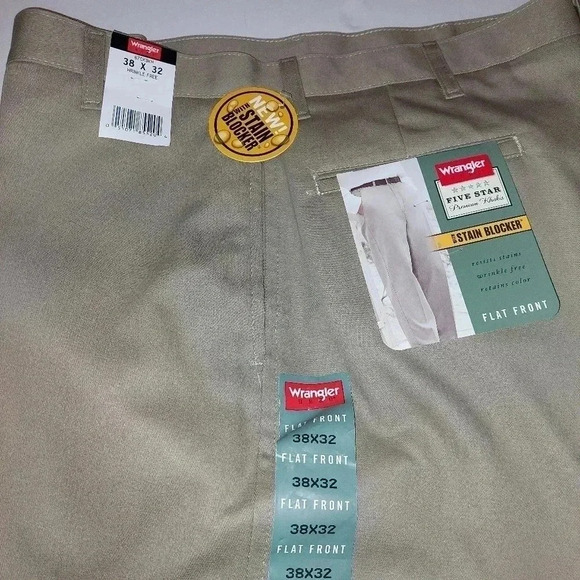 Wrangler
38 X 32
WRINKLE FREE
NEW!
WITH
STAIN
BLOCKER
Wrangler
FIVE STAR
Premium Khakis
STAIN BLOCKER
resists stains
wrinkle free
retains color
FLAT FRONT
Wrangler
FLAT FRONT
38X32
FLAT FRONT
38X32
FLAT FRONT
38X32
FLAT FRONT
38X32